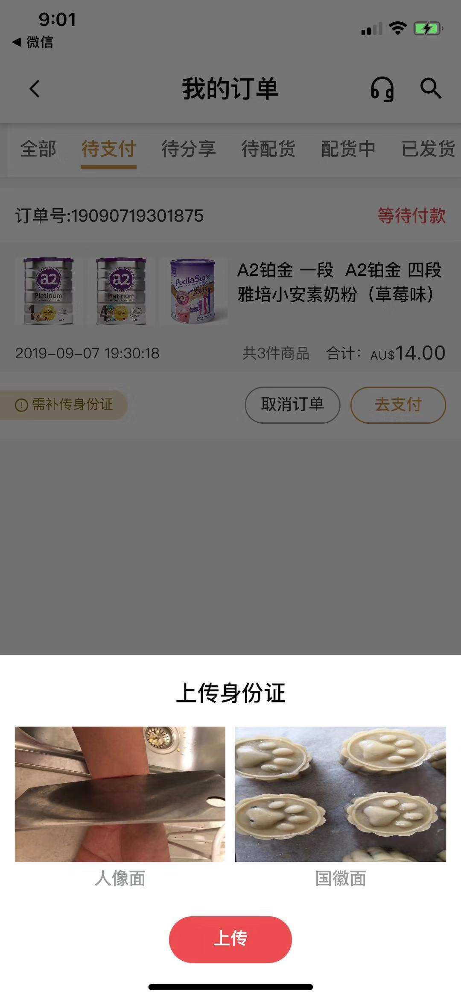 9:01
微信
我的订单
全部 待支付 待分享 待配货 配货中 已发货
订单号:19090719301875 等待付款
a2 Platinum 1
a2 Platinum 4
PediaSure
A2铂金 一段 A2铂金 四段
雅培小安素奶粉（草莓味）
2019-09-07 19:30:18 共3件商品 合计： AU$14.00
需补传身份证 取消订单 去支付
上传身份证
人像面 国徽面
上传